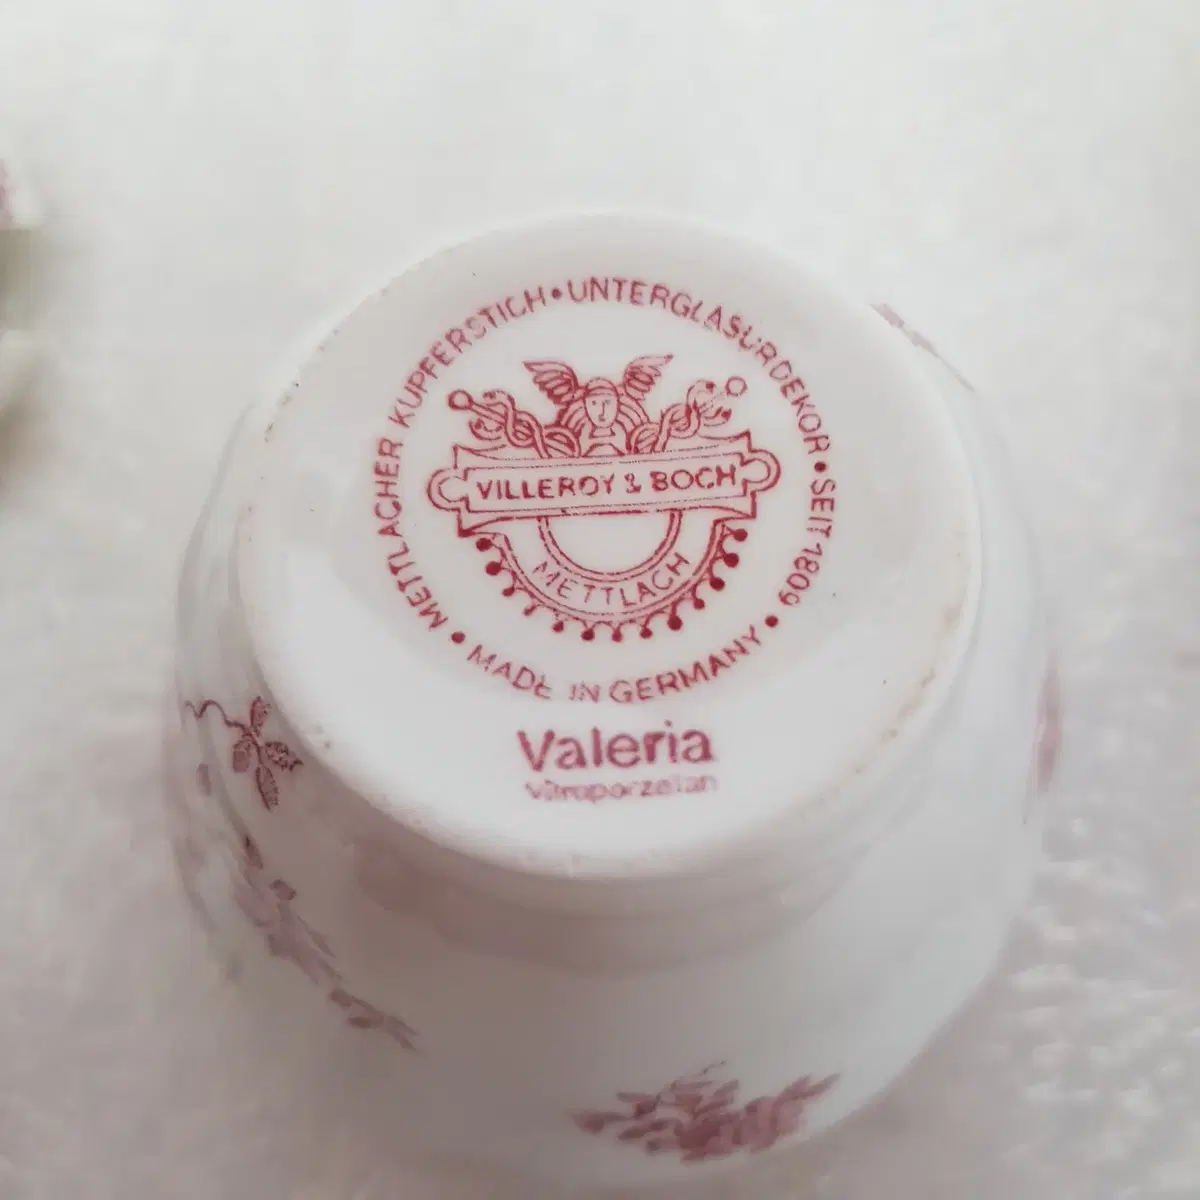 METTLACHER KUPFERSTICH • UNTERGLASURDEKOR • SEIT 1809 •
VILLEROY & BOCH
METTLACH
MADE IN GERMANY
Valeria
Vitroporzellan